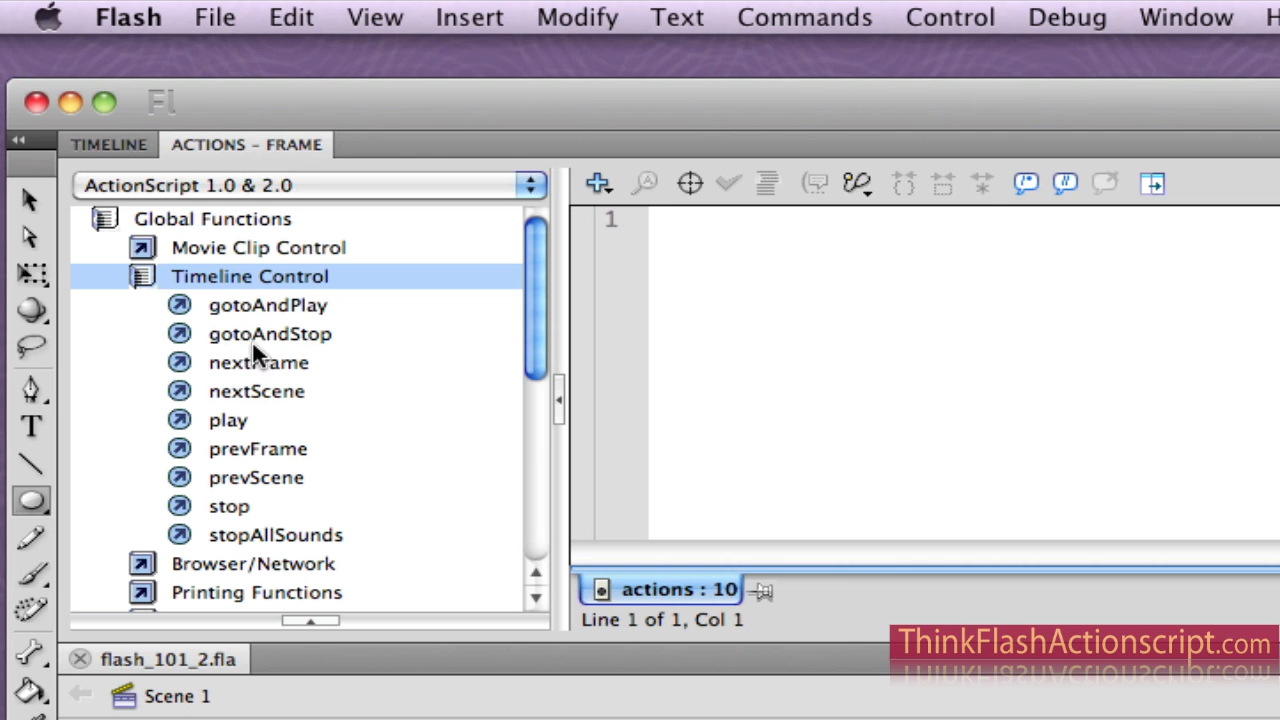 Flash File Edit View Insert Modify Text Commands Control Debug Window H
Fl
TIMELINE ACTIONS – FRAME
ActionScript 1.0 & 2.0
Global Functions
Movie Clip Control
Timeline Control
gotoAndPlay
gotoAndStop
nextFrame
nextScene
play
prevFrame
prevScene
stop
stopAllSounds
Browser/Network
Printing Functions
1
actions : 10
Line 1 of 1, Col 1
ThinkFlashActionscript.com
flash_101_2.fla
Scene 1